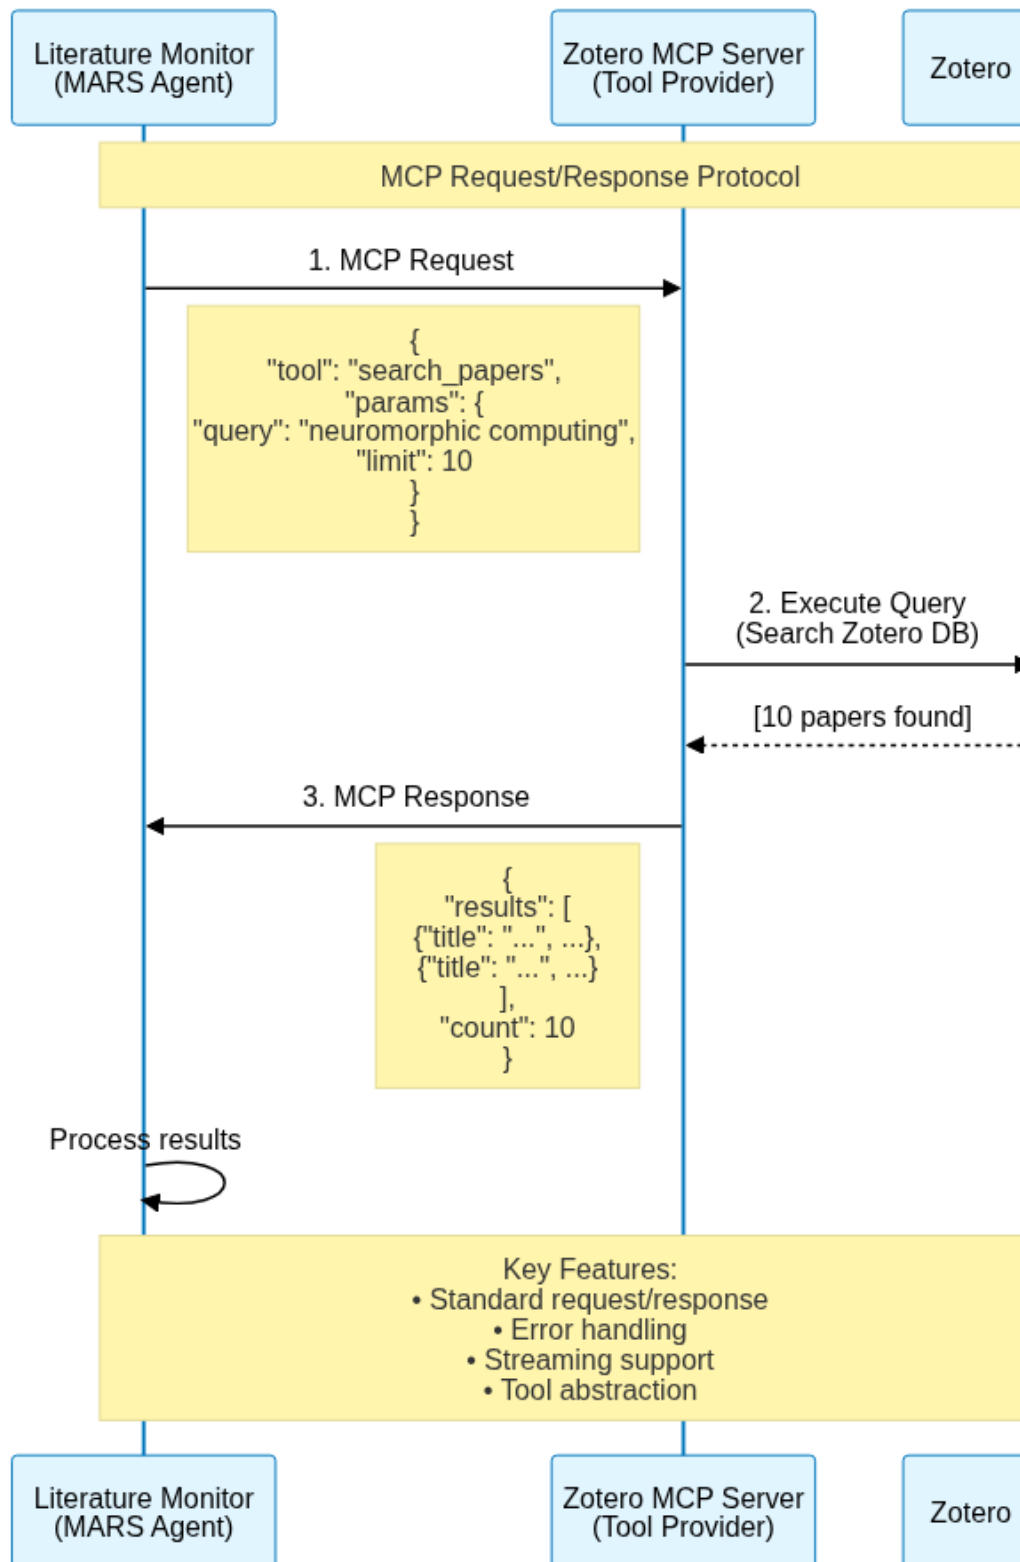 Literature Monitor
(MARS Agent)
Zotero MCP Server
(Tool Provider)
Zotero
MCP Request/Response Protocol
1. MCP Request
{
"tool": "search_papers",
"params": {
"query": "neuromorphic computing",
"limit": 10
}
}
2. Execute Query
(Search Zotero DB)
[10 papers found]
3. MCP Response
{
"results": [
{"title": "...", ...},
{"title": "...", ...}
],
"count": 10
}
Process results
Key Features:
• Standard request/response
• Error handling
• Streaming support
• Tool abstraction
Literature Monitor
(MARS Agent)
Zotero MCP Server
(Tool Provider)
Zotero